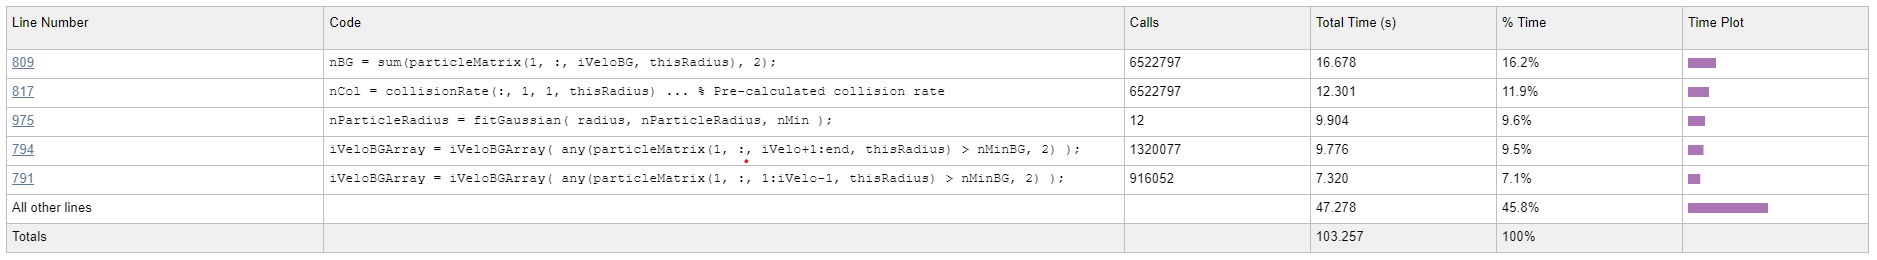 Line Number Code Calls Total Time (s) % Time Time Plot
809 nBG = sum(particleMatrix(1, :, iVeloBG, thisRadius), 2); 6522797 16.678 16.2%
817 nCol = collisionRate(:, 1, 1, thisRadius) ... % Pre-calculated collision rate 6522797 12.301 11.9%
975 nParticleRadius = fitGaussian( radius, nParticleRadius, nMin ); 12 9.904 9.6%
794 iVeloBGArray = iVeloBGArray( any(particleMatrix(1, :, iVelo+1:end, thisRadius) > nMinBG, 2) ); 1320077 9.776 9.5%
791 iVeloBGArray = iVeloBGArray( any(particleMatrix(1, :, 1:iVelo-1, thisRadius) > nMinBG, 2) ); 916052 7.320 7.1%
All other lines 47.278 45.8%
Totals 103.257 100%